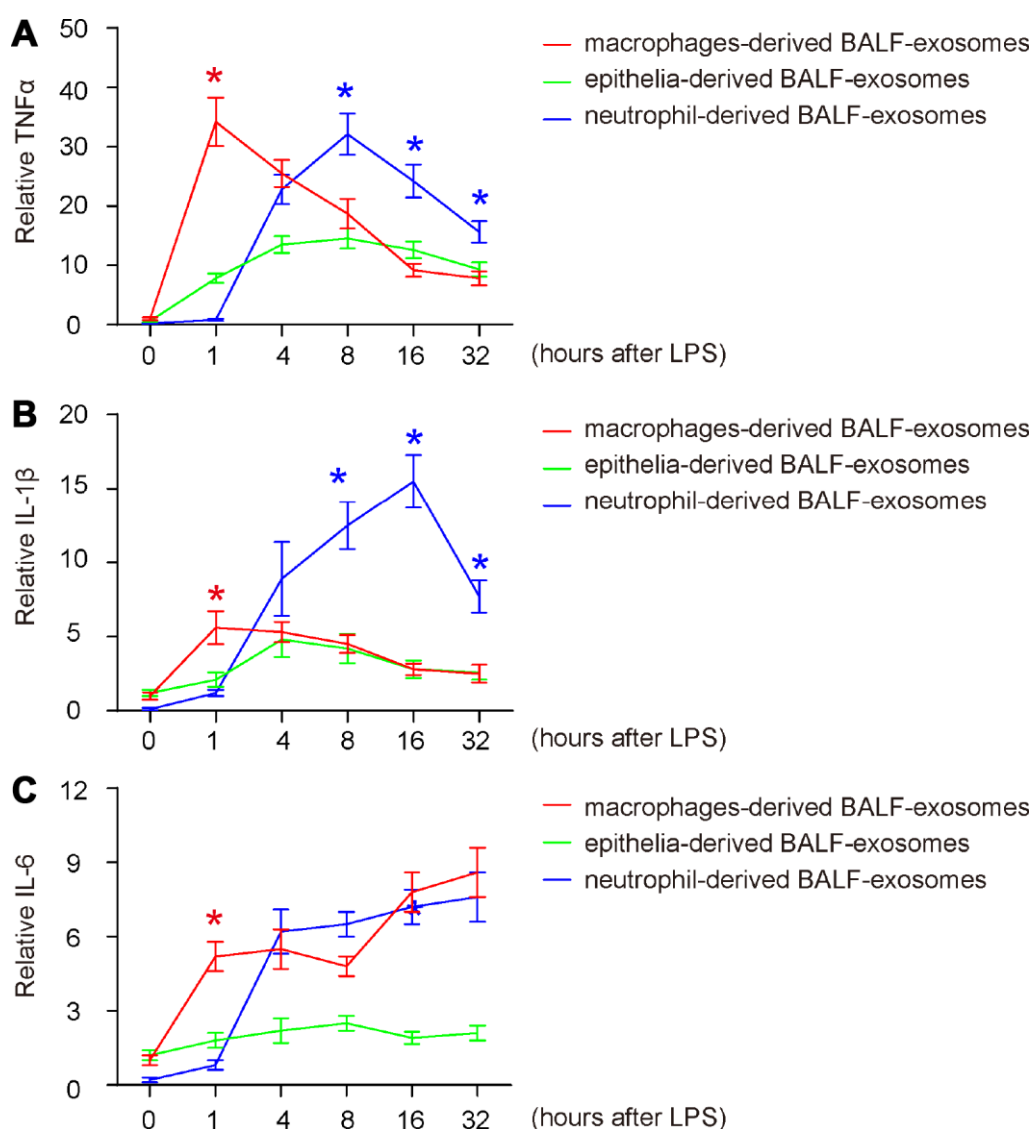 A
Relative TNFα
50
40
30
20
10
0
0 1 4 8 16 32 (hours after LPS)
* * * *
macrophages-derived BALF-exosomes
epithelia-derived BALF-exosomes
neutrophil-derived BALF-exosomes
B
Relative IL-1β
20
15
10
5
0
0 1 4 8 16 32 (hours after LPS)
* * * *
macrophages-derived BALF-exosomes
epithelia-derived BALF-exosomes
neutrophil-derived BALF-exosomes
C
Relative IL-6
12
9
6
3
0
0 1 4 8 16 32 (hours after LPS)
* *
macrophages-derived BALF-exosomes
epithelia-derived BALF-exosomes
neutrophil-derived BALF-exosomes